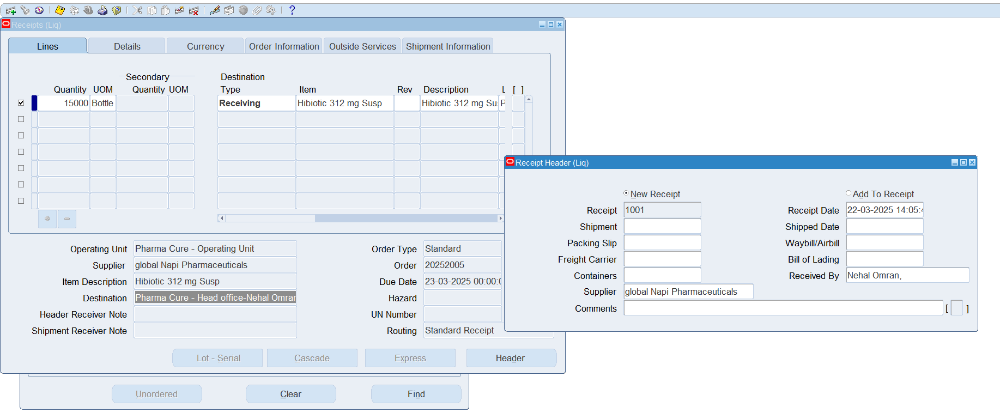 Receipts (Liq)
Lines
Details
Currency
Order Information
Outside Services
Shipment Information
Secondary
Destination
Quantity UOM Quantity UOM Type Item Rev Description L [ ]
15000 Bottle Receiving Hibiotic 312 mg Susp Hibiotic 312 mg Su P
Operating Unit Pharma Cure - Operating Unit
Supplier global Napi Pharmaceuticals
Item Description Hibiotic 312 mg Susp
Destination Pharma Cure - Head office-Nehal Omran
Header Receiver Note
Shipment Receiver Note
Order Type Standard
Order 20252005
Due Date 23-03-2025 00:00:0
Hazard
UN Number
Routing Standard Receipt
Lot - Serial
Cascade
Express
Header
Unordered
Clear
Find
Receipt Header (Liq)
New Receipt
Add To Receipt
Receipt 1001
Receipt Date 22-03-2025 14:05:4
Shipment
Shipped Date
Packing Slip
Waybill/Airbill
Freight Carrier
Bill of Lading
Containers
Received By Nehal Omran,
Supplier global Napi Pharmaceuticals
Comments [ ]